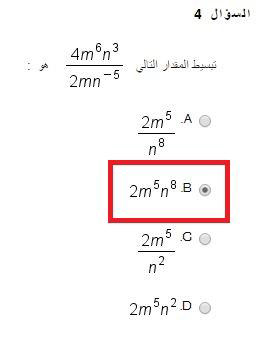 السؤال 4
تبسيط المقدار التالي 4m⁶n³ / 2mn⁻⁵ هو :
A. 2m⁵ / n⁸
B. 2m⁵n⁸
C. 2m⁵ / n²
D. 2m⁵n²